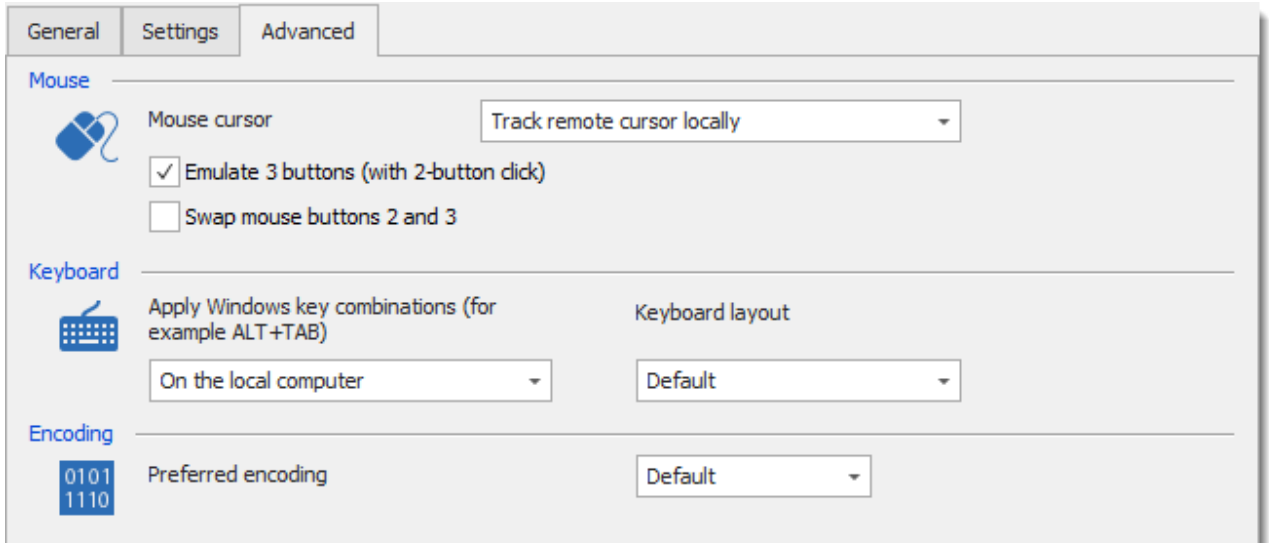 General Settings Advanced
Mouse
Mouse cursor Track remote cursor locally
Emulate 3 buttons (with 2-button click)
Swap mouse buttons 2 and 3
Keyboard
Apply Windows key combinations (for
example ALT+TAB)
Keyboard layout
On the local computer Default
Encoding
0101
1110
Preferred encoding Default